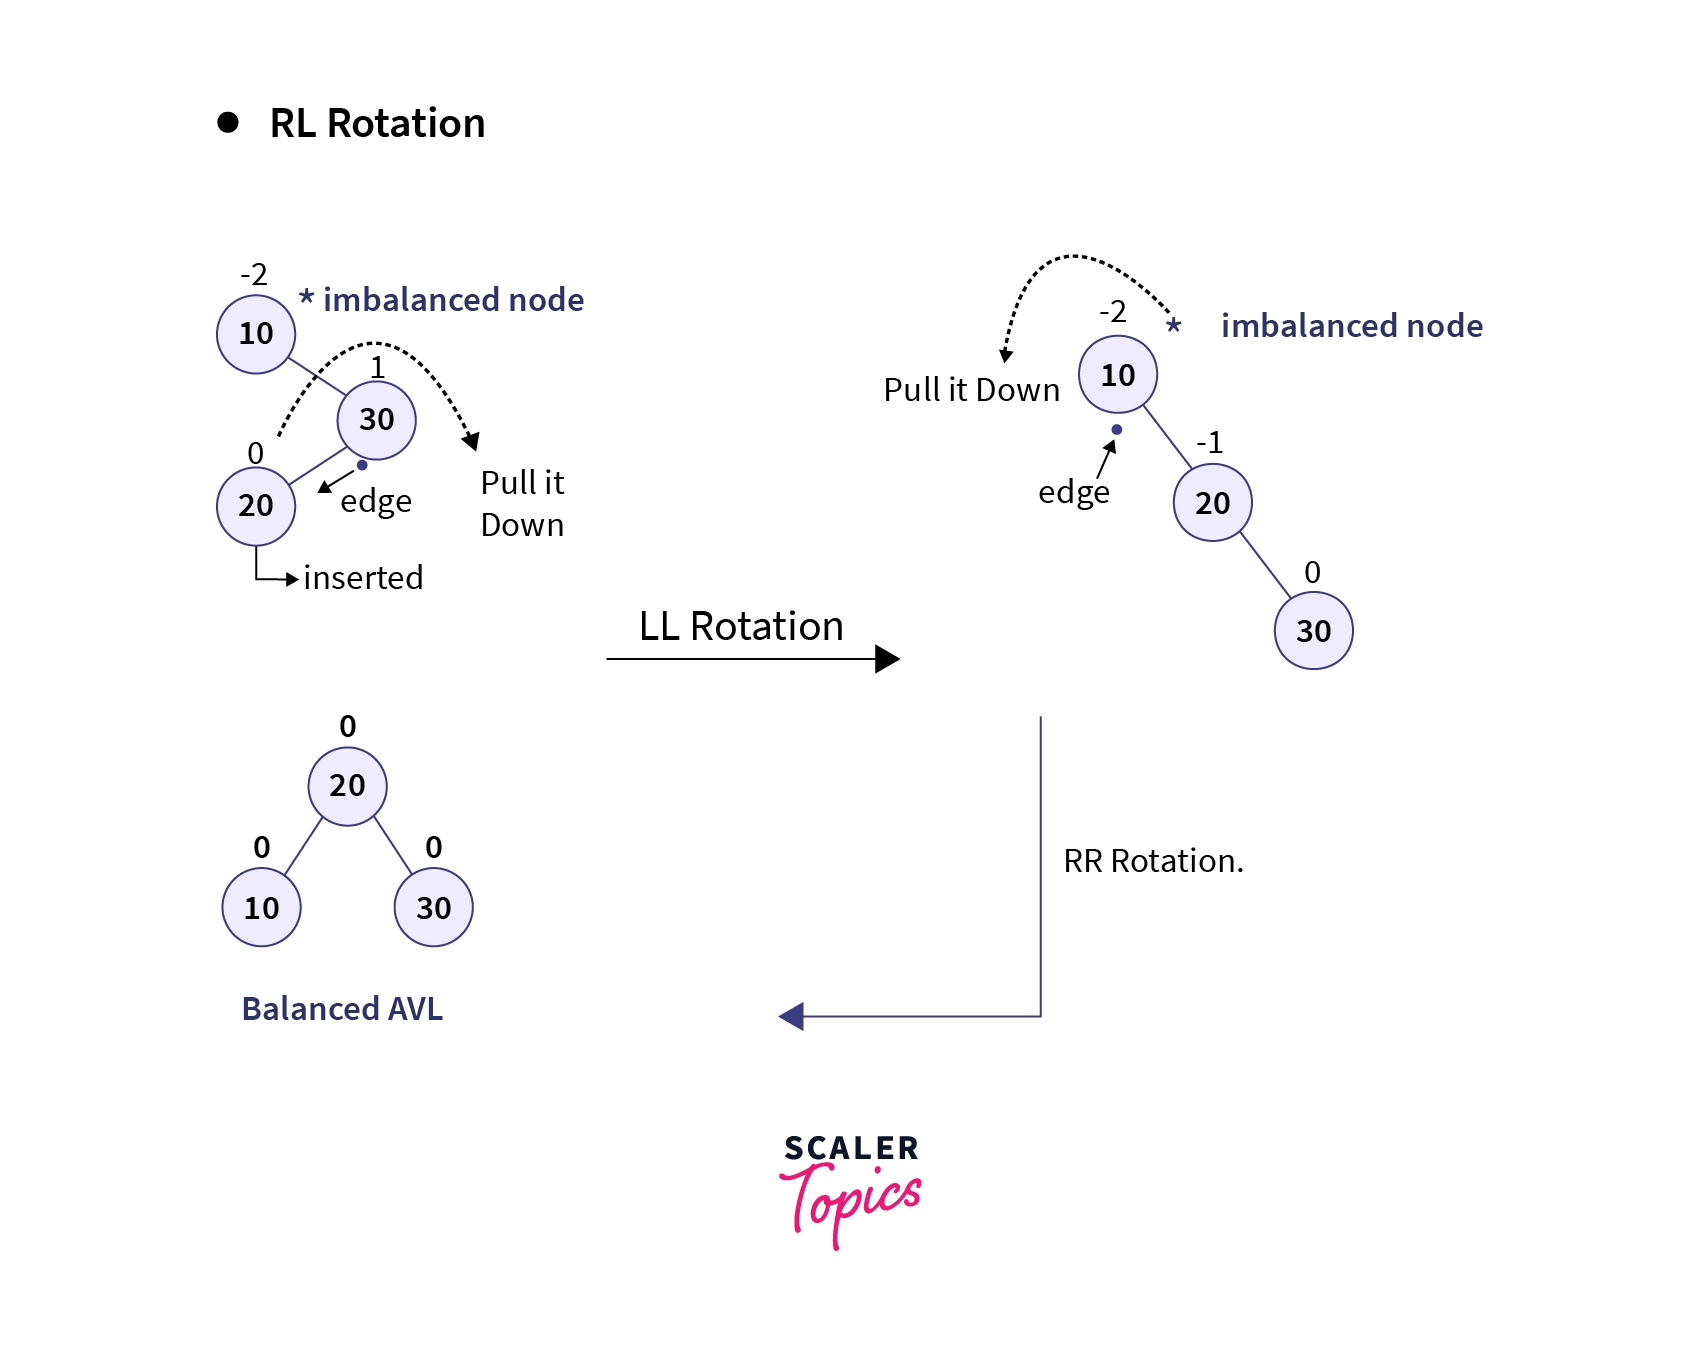 ● RL Rotation
-2
* imbalanced node
10
1
30
0
20
edge
Pull it
Down
inserted
-2
* imbalanced node
Pull it Down
10
edge
-1
20
0
30
LL Rotation
RR Rotation.
0
20
0 0
10 30
Balanced AVL
SCALER
Topics